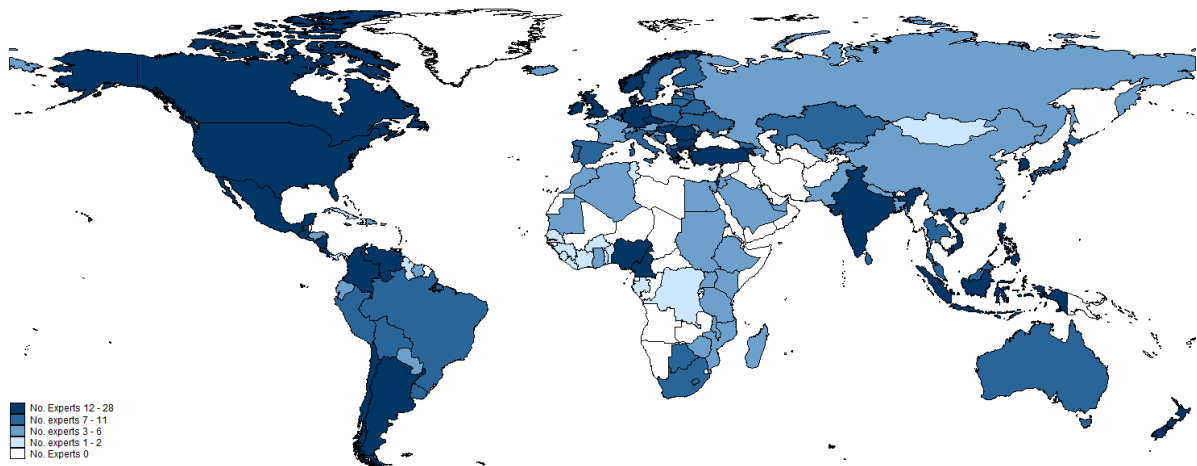 No. Experts 12 - 28
No. experts 7 - 11
No. experts 3 - 6
No. experts 1 - 2
No. Experts 0